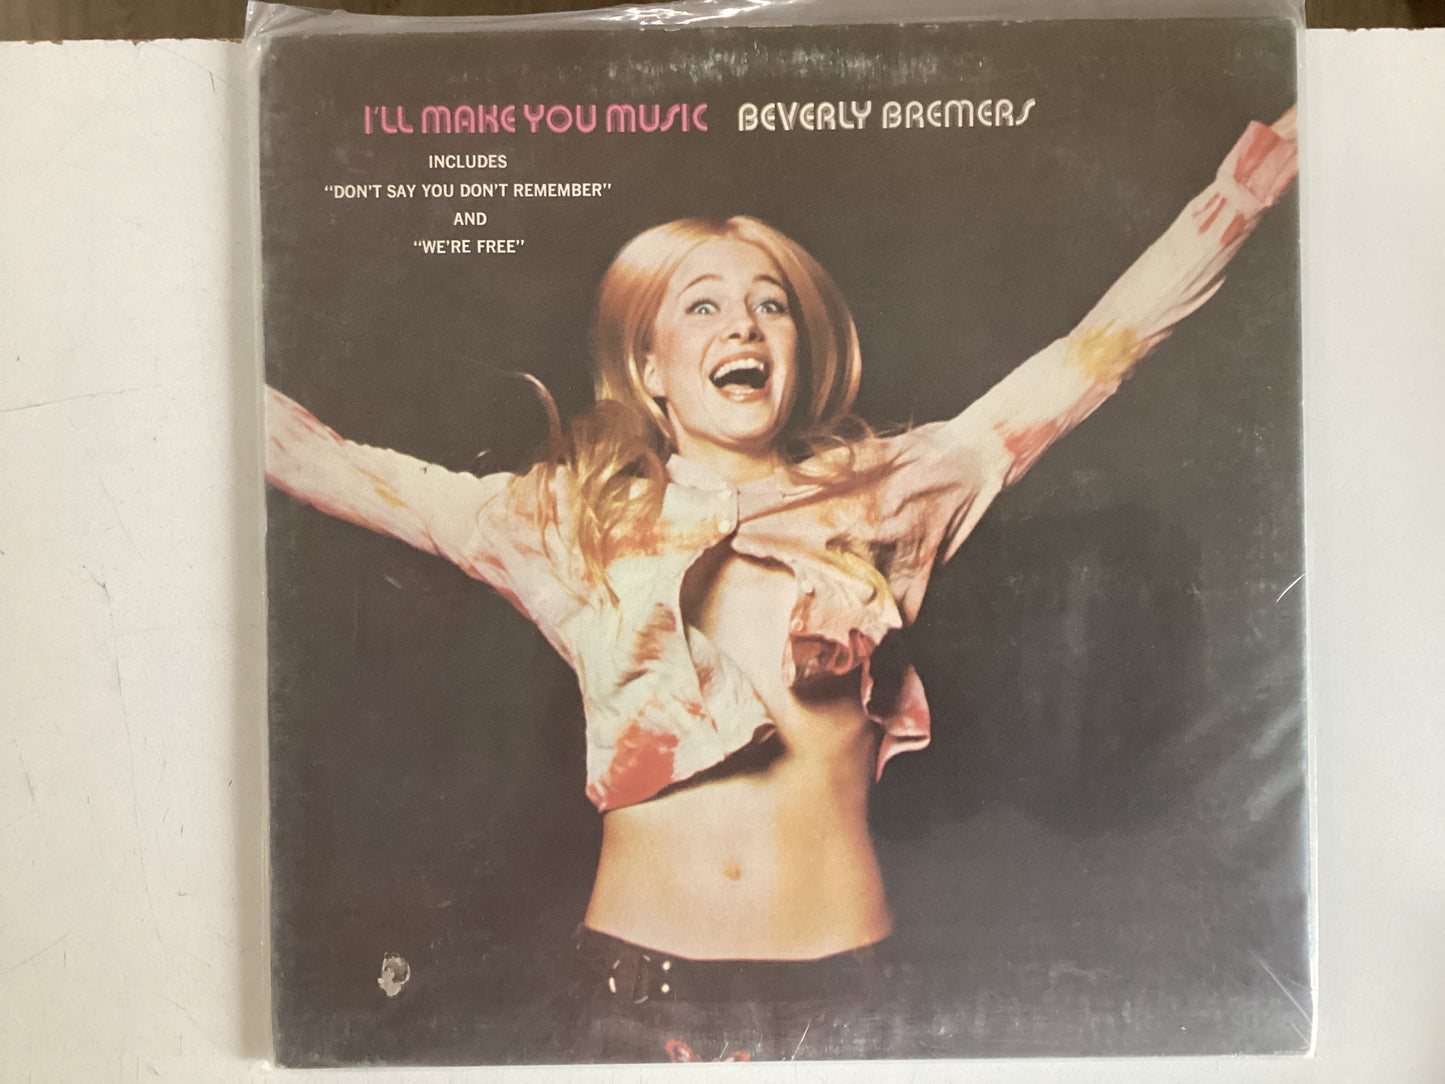 I'LL MAKE YOU MUSIC BEVERLY BREMERS
INCLUDES
"DON'T SAY YOU DON'T REMEMBER"
AND
"WE'RE FREE"